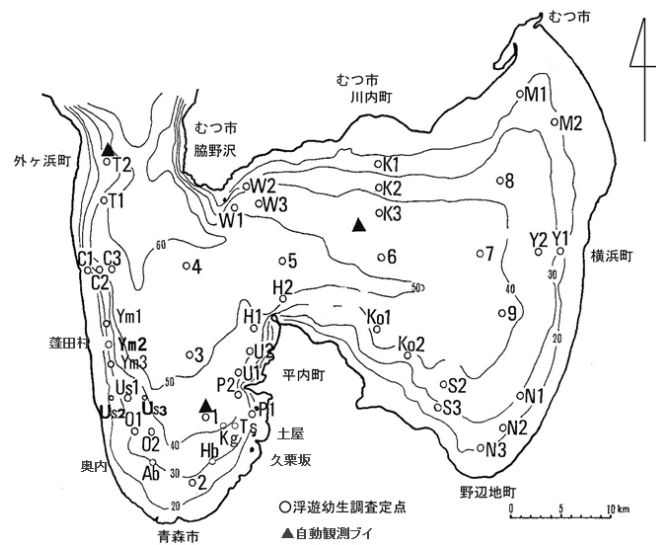 むつ市
むつ市
川内町
M1
M2
むつ市
脇野沢
外ヶ浜町
T2
K1
8
W2
K2
T1
W3
K3
W1
60
Y2
Y1
横浜町
4
5
6
7
C1
C3
C2
30
50
40
H2
9
20
Ym1
H1
Ko1
蓬田村
Ym2
U2
Ko2
Ym3
3
U1
平内町
50
S2
Us1
P2
N1
Us2
Us3
S3
1
P1
土屋
O1
O2
40
Kg
Ts
N2
奥内
Hb
久栗坂
N3
Ab
30
2
野辺地町
20
○浮遊幼生調査定点
▲自動観測ブイ
0
5
10 km
青森市